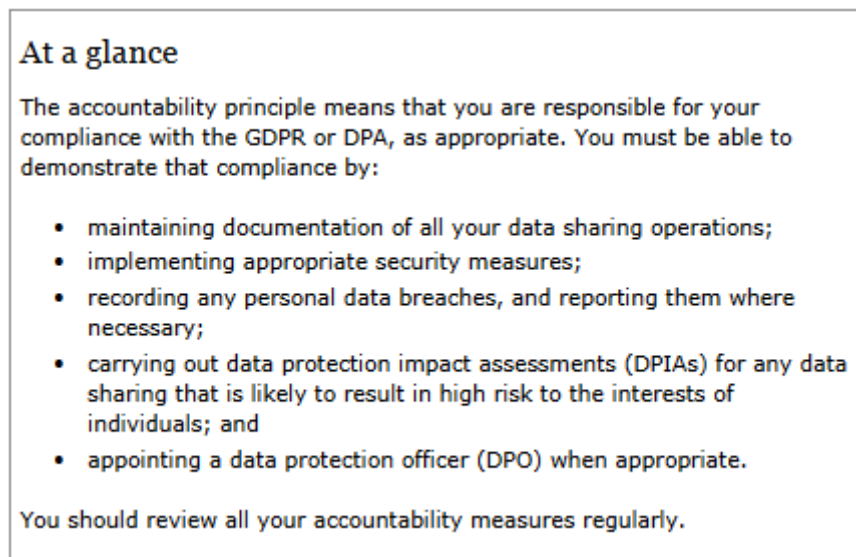 At a glance
The accountability principle means that you are responsible for your
compliance with the GDPR or DPA, as appropriate. You must be able to
demonstrate that compliance by:
• maintaining documentation of all your data sharing operations;
• implementing appropriate security measures;
• recording any personal data breaches, and reporting them where
necessary;
• carrying out data protection impact assessments (DPIAs) for any data
sharing that is likely to result in high risk to the interests of
individuals; and
• appointing a data protection officer (DPO) when appropriate.
You should review all your accountability measures regularly.